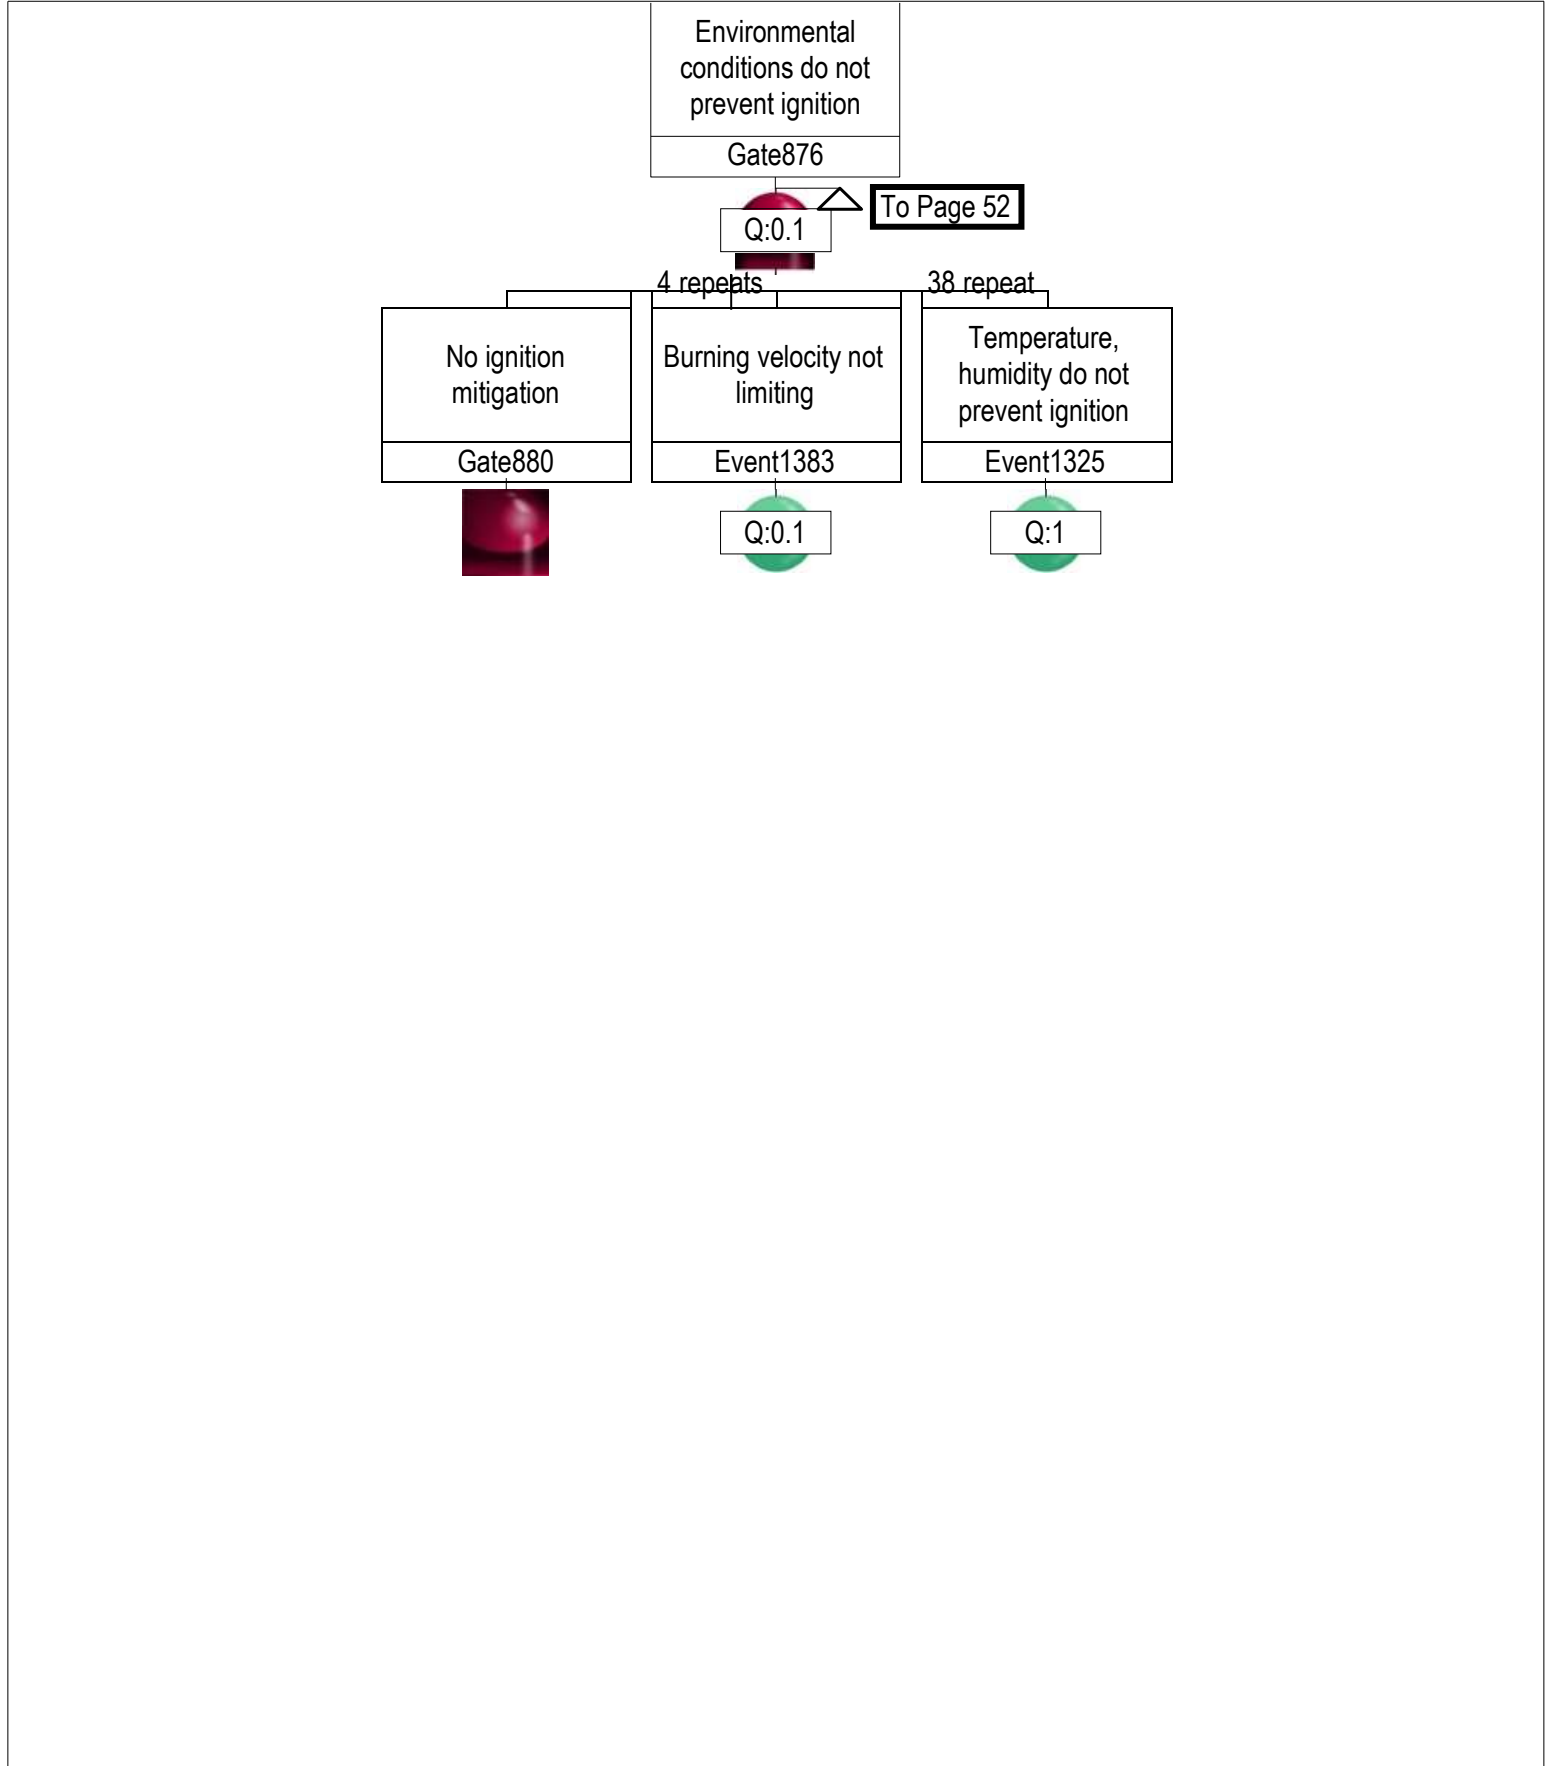 Environmental
conditions do not
prevent ignition
Gate876
To Page 52
Q:0.1
4 repeats
38 repeat
No ignition
mitigation
Gate880
Burning velocity not
limiting
Event1383
Q:0.1
Temperature,
humidity do not
prevent ignition
Event1325
Q:1